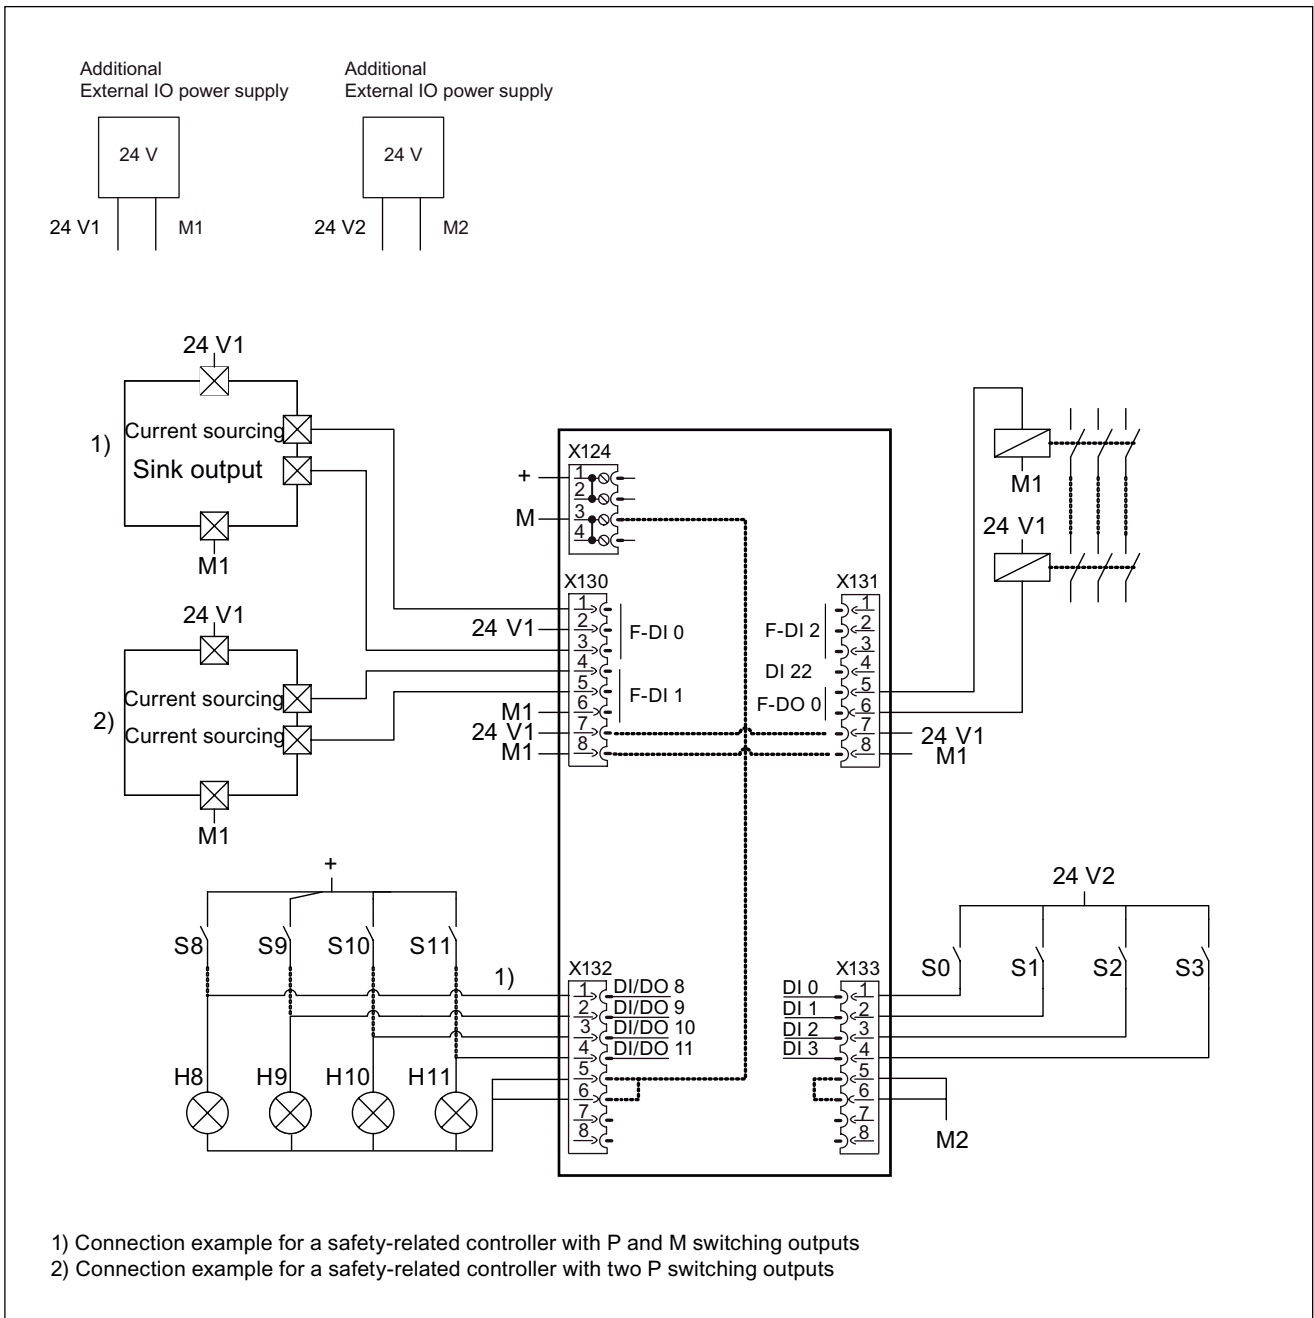 Additional
External IO power supply
24 V
24 V1
M1
Additional
External IO power supply
24 V
24 V2
M2
24 V1
1)
Current sourcing
Sink output
M1
24 V1
2)
Current sourcing
Current sourcing
M1
+
M
X124
1
2
3
4
X130
1
2
3
4
5
6
7
8
24 V1
M1
24 V1
M1
F-DI 0
F-DI 1
X131
1
2
3
4
5
6
7
8
F-DI 2
DI 22
F-DO 0
24 V1
M1
M1
24 V1
+
S8
S9
S10
S11
1)
H8
H9
H10
H11
X132
1
2
3
4
5
6
7
8
DI/DO 8
DI/DO 9
DI/DO 10
DI/DO 11
X133
DI 0
DI 1
DI 2
DI 3
1
2
3
4
5
6
7
8
24 V2
S0
S1
S2
S3
M2
1) Connection example for a safety-related controller with P and M switching outputs
2) Connection example for a safety-related controller with two P switching outputs